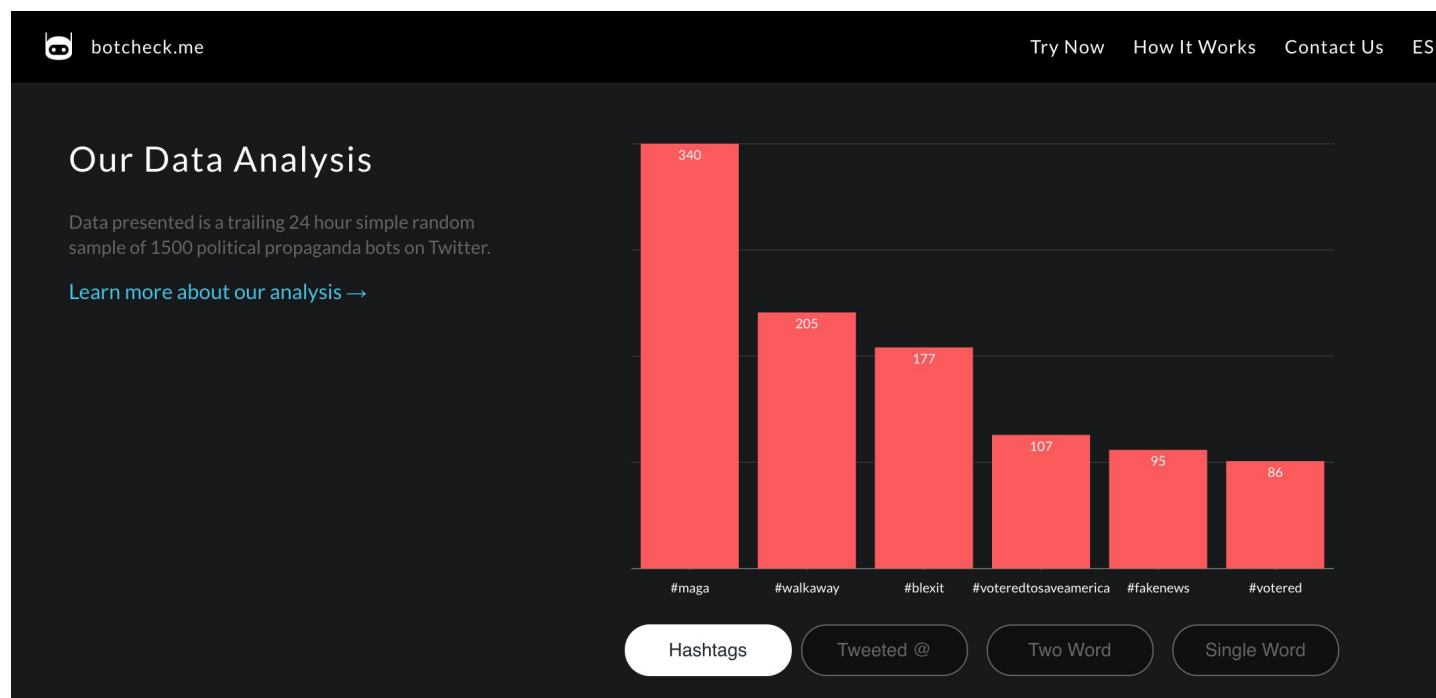 botcheck.me
Try Now
How It Works
Contact Us
ES
Our Data Analysis
Data presented is a trailing 24 hour simple random
sample of 1500 political propaganda bots on Twitter.
Learn more about our analysis →
340
205
177
107
95
86
#maga
#walkaway
#blexit
#voteredtosaveamerica
#fakenews
#votered
Hashtags
Tweeted @
Two Word
Single Word